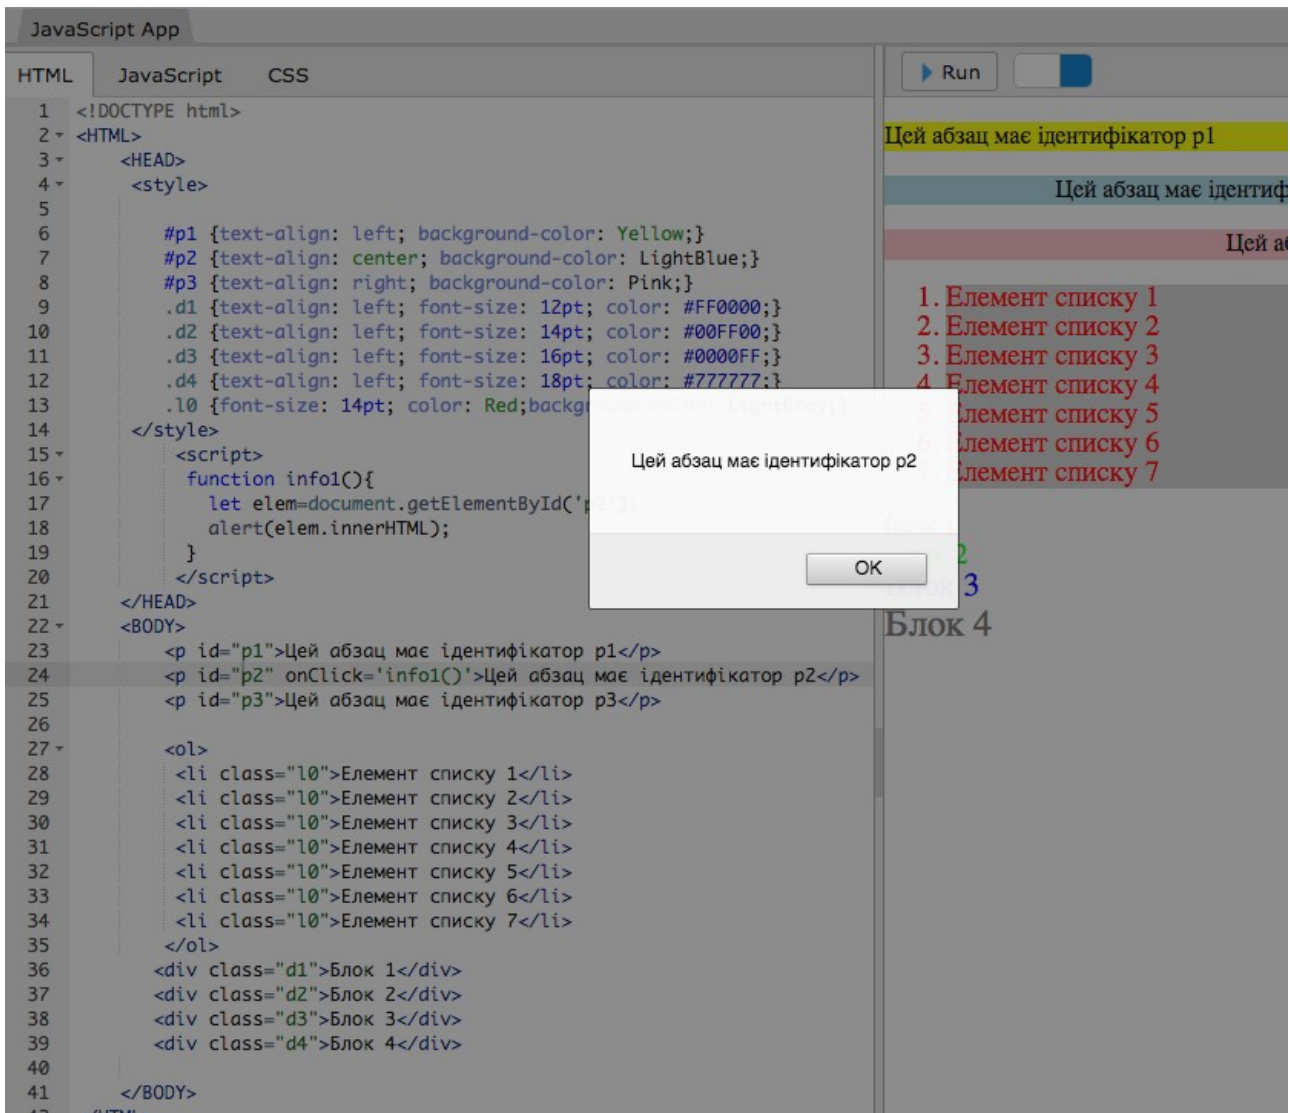 JavaScript App
HTML JavaScript CSS
Run
1 <!DOCTYPE html>
2 <HTML>
3 <HEAD>
4 <style>
5
6 #p1 {text-align: left; background-color: Yellow;}
7 #p2 {text-align: center; background-color: LightBlue;}
8 #p3 {text-align: right; background-color: Pink;}
9 .d1 {text-align: left; font-size: 12pt; color: #FF0000;}
10 .d2 {text-align: left; font-size: 14pt; color: #00FF00;}
11 .d3 {text-align: left; font-size: 16pt; color: #0000FF;}
12 .d4 {text-align: left; font-size: 18pt; color: #777777;}
13 .l0 {font-size: 14pt; color: Red;background-color: LightGray;}
14 </style>
15 <script>
16 function info1(){
17 let elem=document.getElementById('p2');
18 alert(elem.innerHTML);
19 }
20 </script>
21 </HEAD>
22 <BODY>
23 <p id="p1">Цей абзац має ідентифікатор p1</p>
24 <p id="p2" onClick='info1()'>Цей абзац має ідентифікатор p2</p>
25 <p id="p3">Цей абзац має ідентифікатор p3</p>
26
27 <ol>
28 <li class="l0">Елемент списку 1</li>
29 <li class="l0">Елемент списку 2</li>
30 <li class="l0">Елемент списку 3</li>
31 <li class="l0">Елемент списку 4</li>
32 <li class="l0">Елемент списку 5</li>
33 <li class="l0">Елемент списку 6</li>
34 <li class="l0">Елемент списку 7</li>
35 </ol>
36 <div class="d1">Блок 1</div>
37 <div class="d2">Блок 2</div>
38 <div class="d3">Блок 3</div>
39 <div class="d4">Блок 4</div>
40
41 </BODY>
Цей абзац має ідентифікатор p2
OK
Цей абзац має ідентифікатор p1
Цей абзац має
Цей
1. Елемент списку 1
2. Елемент списку 2
3. Елемент списку 3
4. Елемент списку 4
5. Елемент списку 5
6. Елемент списку 6
7. Елемент списку 7
2
Блок 3
Блок 4